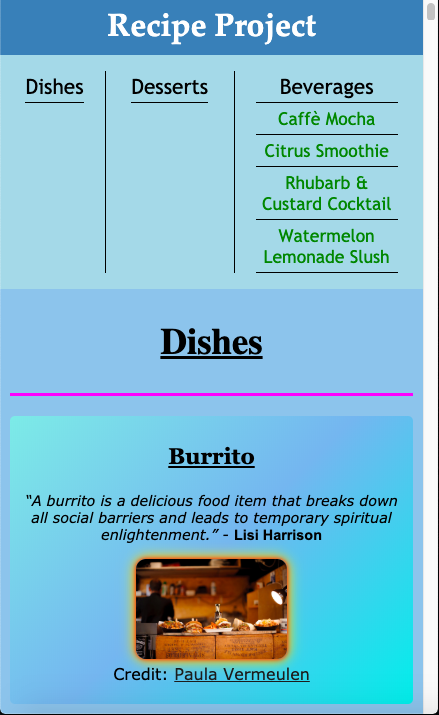 Recipe Project
Dishes
Desserts
Beverages
Caffè Mocha
Citrus Smoothie
Rhubarb &
Custard Cocktail
Watermelon
Lemonade Slush
Dishes
Burrito
“A burrito is a delicious food item that breaks down
all social barriers and leads to temporary spiritual
enlightenment.” - Lisi Harrison
Credit: Paula Vermeulen